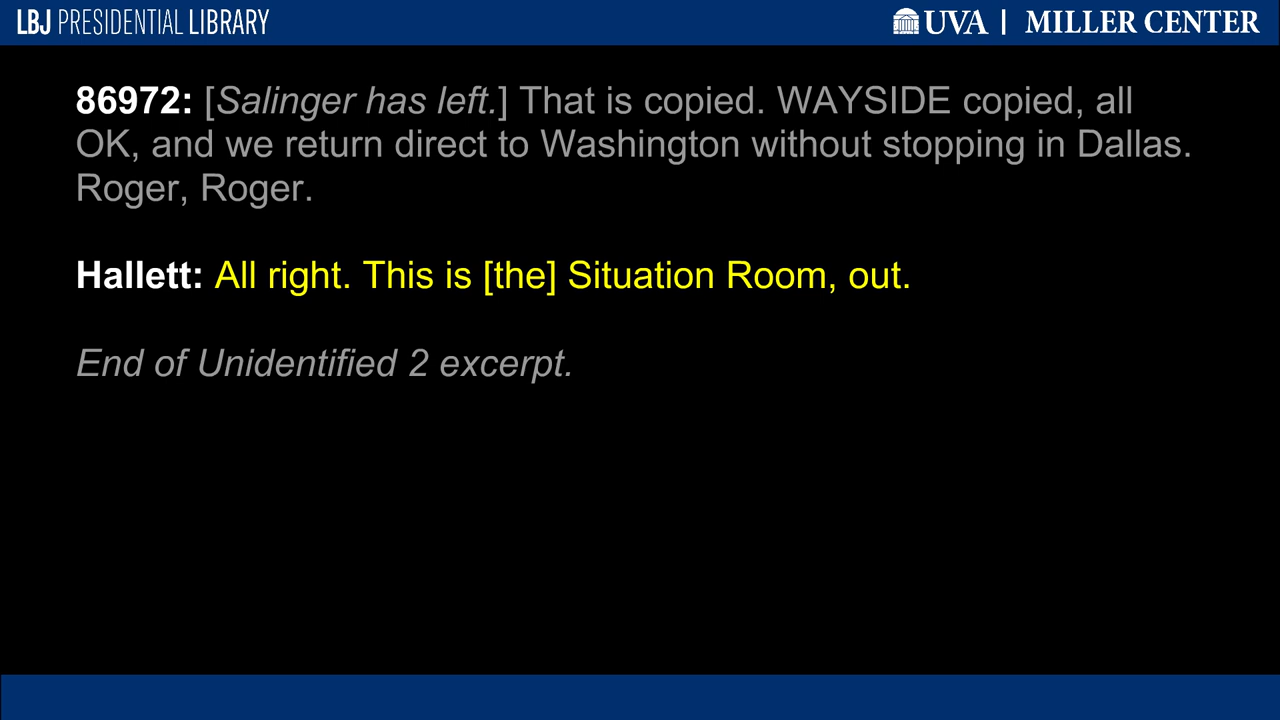 LBJ PRESIDENTIAL LIBRARY
UVA | MILLER CENTER
86972: [Salinger has left.] That is copied. WAYSIDE copied, all
OK, and we return direct to Washington without stopping in Dallas.
Roger, Roger.
Hallett: All right. This is [the] Situation Room, out.
End of Unidentified 2 excerpt.